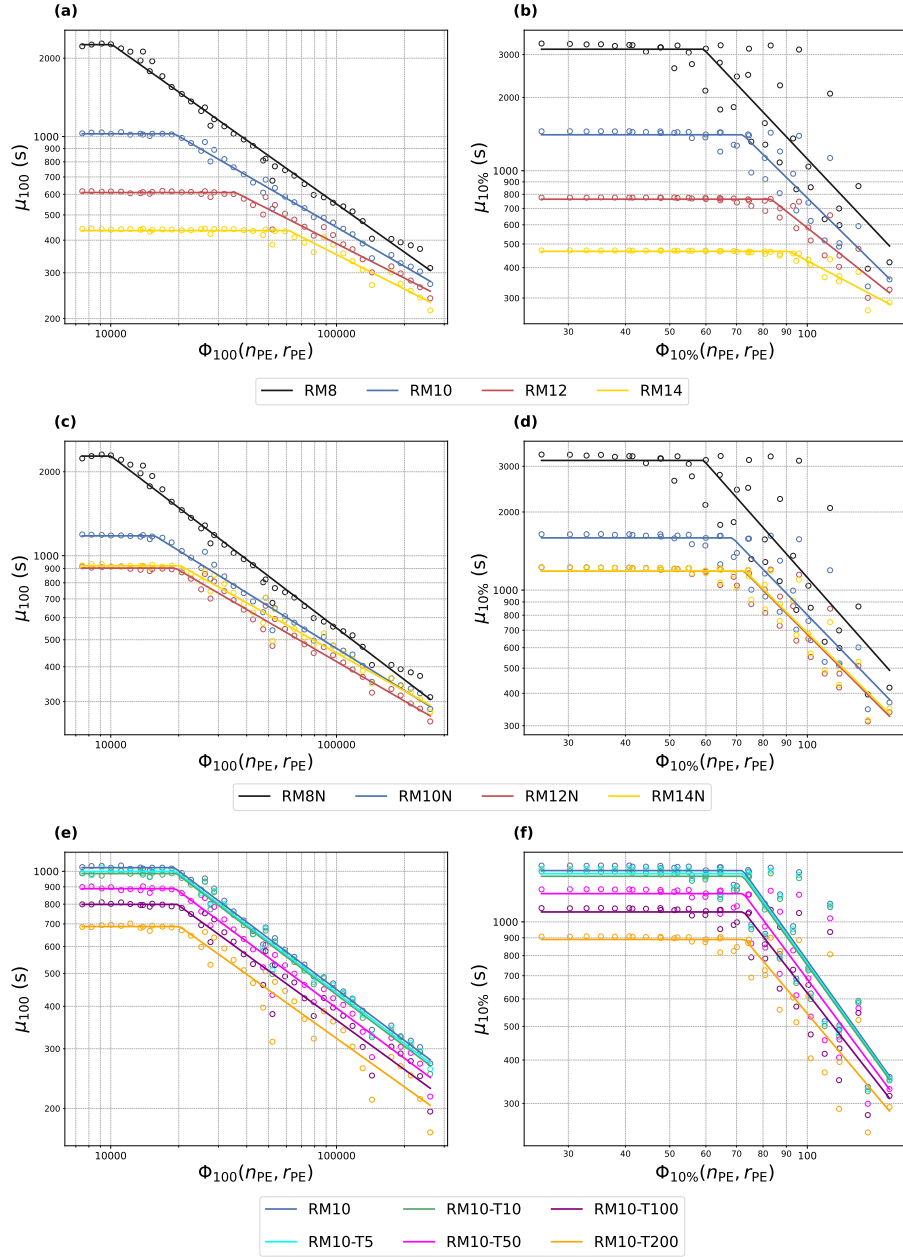 (a)
(b)
2000
1000
900
800
700
600
500
400
300
200
μ100 (s)
10000
100000
Φ100(nPE, rPE)
3000
2000
1000
900
800
700
600
500
400
300
μ10% (s)
30
40
50
60
70
80
90
100
Φ10%(nPE, rPE)
RM8
RM10
RM12
RM14
(c)
(d)
2000
1000
900
800
700
600
500
400
300
μ100 (s)
10000
100000
Φ100(nPE, rPE)
3000
2000
1000
900
800
700
600
500
400
300
μ10% (s)
30
40
50
60
70
80
90
100
Φ10%(nPE, rPE)
RM8N
RM10N
RM12N
RM14N
(e)
(f)
1000
900
800
700
600
500
400
300
200
μ100 (s)
10000
100000
Φ100(nPE, rPE)
1000
900
800
700
600
500
400
300
μ10% (s)
30
40
50
60
70
80
90
100
Φ10%(nPE, rPE)
RM10
RM10-T10
RM10-T100
RM10-T5
RM10-T50
RM10-T200